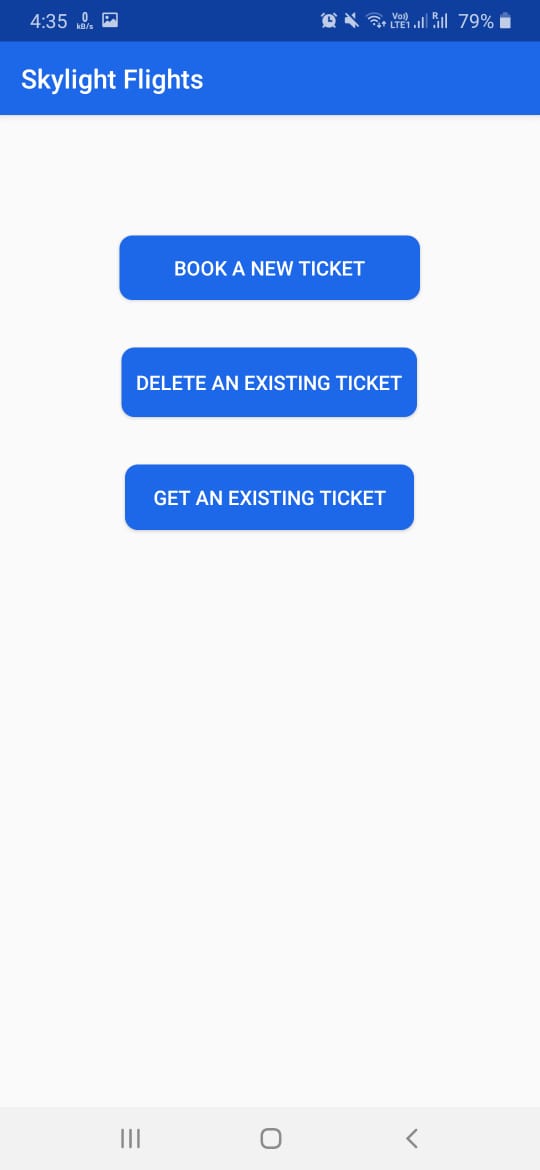 4:35 0 KB/s Vo) LTE1 R 79%
Skylight Flights
BOOK A NEW TICKET
DELETE AN EXISTING TICKET
GET AN EXISTING TICKET